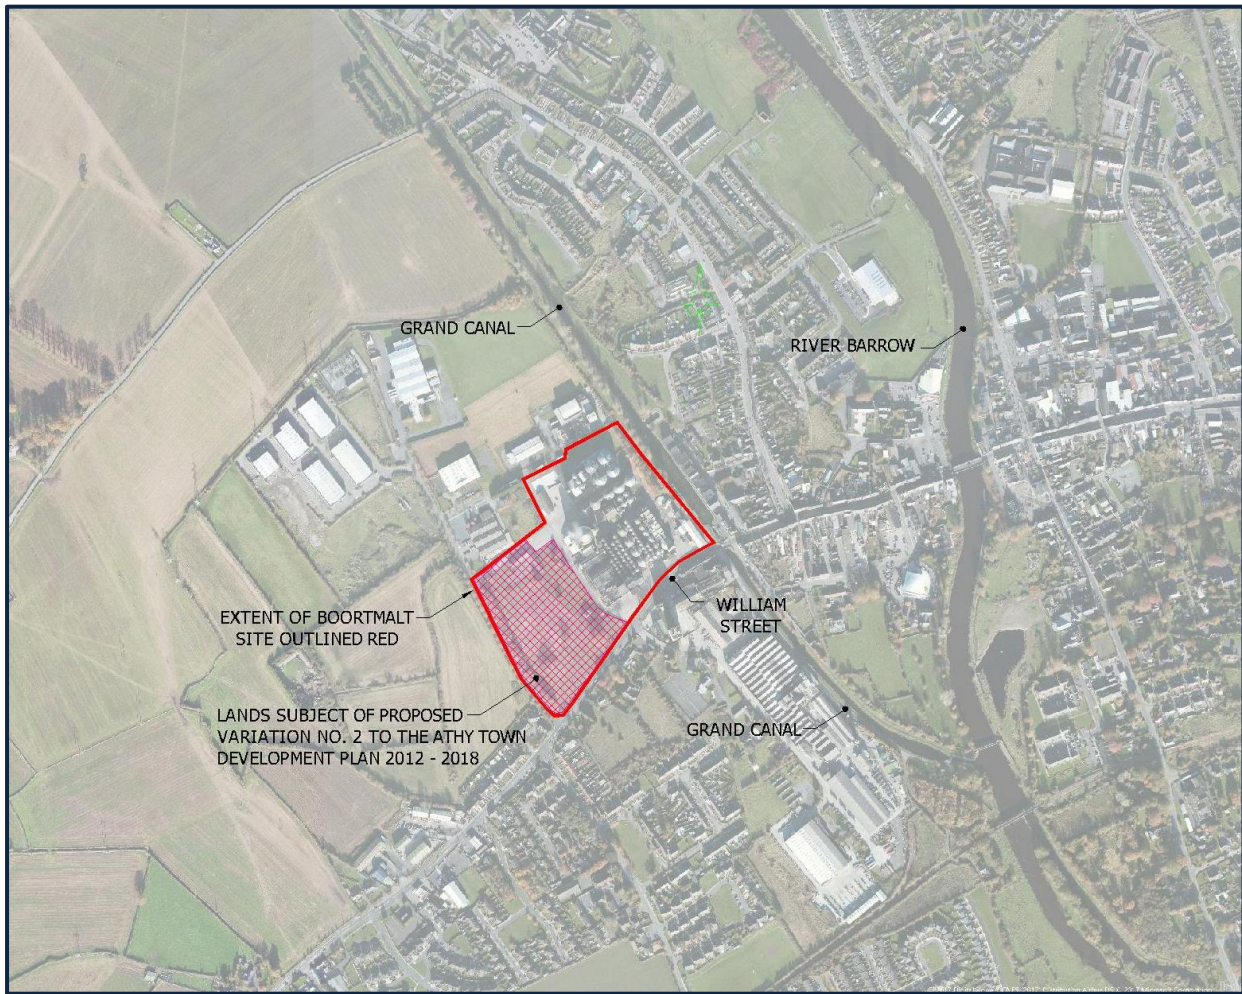 GRAND CANAL
RIVER BARROW
EXTENT OF BOORTMALT
SITE OUTLINED RED
WILLIAM
STREET
LANDS SUBJECT OF PROPOSED
VARIATION NO. 2 TO THE ATHY TOWN
DEVELOPMENT PLAN 2012 - 2018
GRAND CANAL